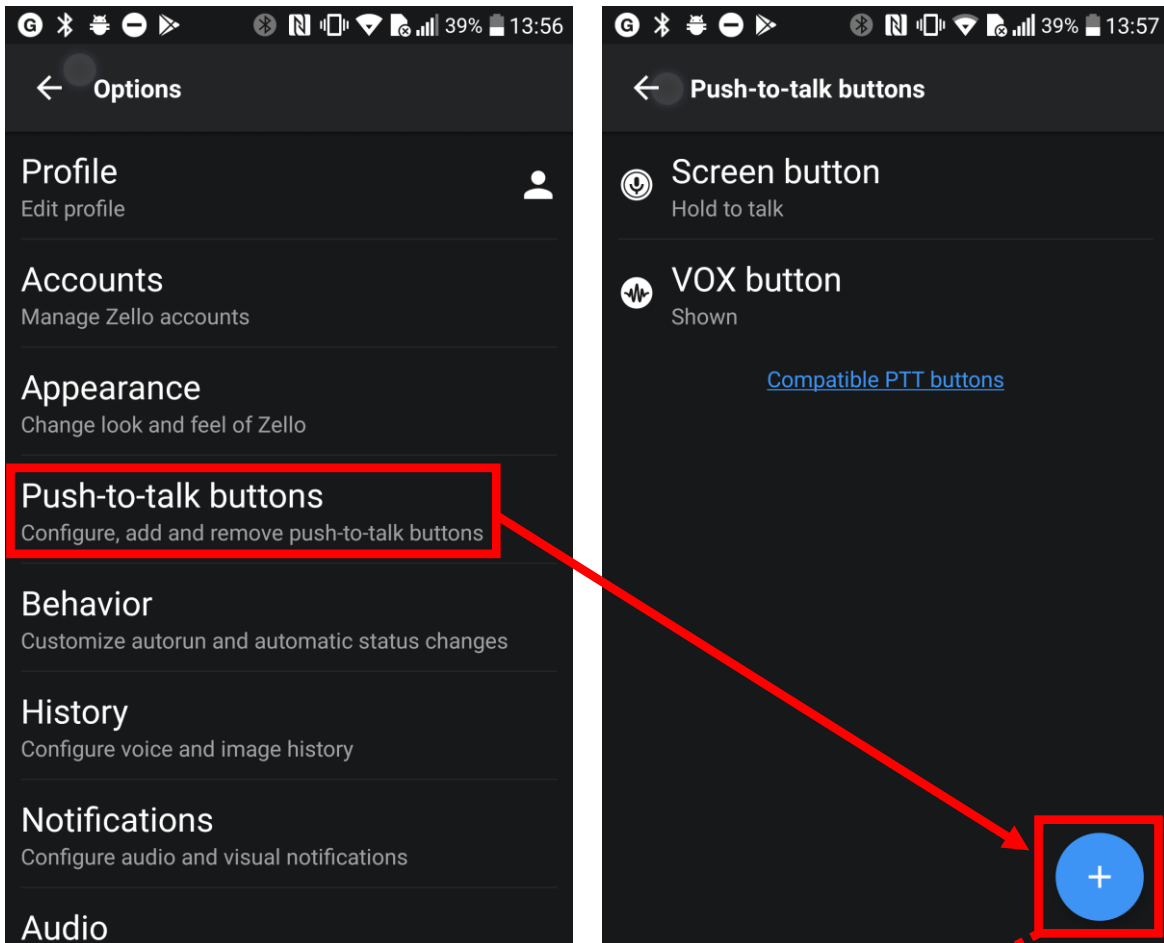 39% 13:56
Options
Profile
Edit profile
Accounts
Manage Zello accounts
Appearance
Change look and feel of Zello
Push-to-talk buttons
Configure, add and remove push-to-talk buttons
Behavior
Customize autorun and automatic status changes
History
Configure voice and image history
Notifications
Configure audio and visual notifications
Audio
39% 13:57
Push-to-talk buttons
Screen button
Hold to talk
VOX button
Shown
Compatible PTT buttons
+